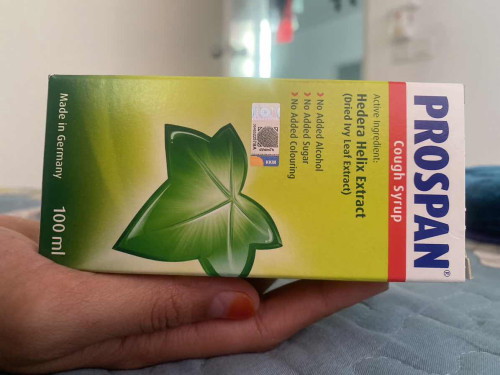 PROSPAN®
Cough Syrup
Active Ingredient:
Hedera Helix Extract
(Dried Ivy Leaf Extract)
No Added Alcohol
No Added Sugar
No Added Colouring
KKM
Made in Germany
100 ml